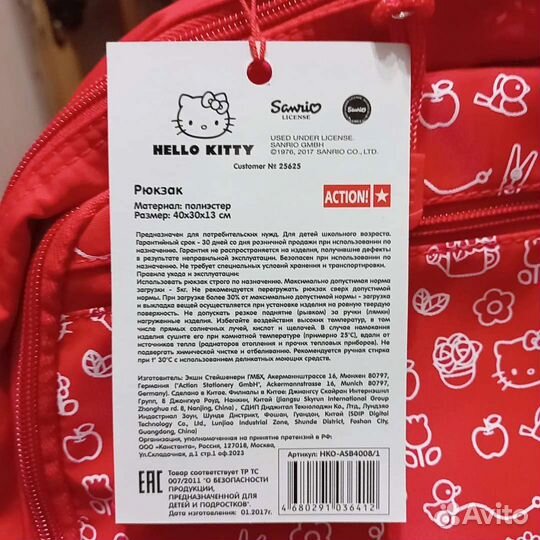 HELLO KITTY
Sanrio
LICENSE
Sanrio
USED UNDER LICENSE.
SANRIO GMBH
©1976, 2017 SANRIO CO., LTD.
Customer № 25625
Рюкзак
Материал: полиэстер
Размер: 40x30x13 см
ACTION!
Предназначен для потребительских нужд. Для детей школьного возраста.
Гарантийный срок - 30 дней со дня розничной продажи при использовании по
назначению. Гарантия не распространяется на изделия, получившие дефекты
в результате неправильной эксплуатации. Безопасен при использовании по
назначению. Не требует специальных условий хранения и транспортировки.
Правила ухода и эксплуатации:
Использовать рюкзак строго по назначению. Максимально допустимая норма
загрузки - 5кг. Не рекомендуется перегружать рюкзак сверх допустимой
нормы. При загрузке более 30% от максимально допустимой нормы - загрузка
и выкладка вещей осуществляется при установке изделия на ровную твердую
поверхность. Не допускать резкое поднятие (рывком) за ручки (лямки)
нагруженные изделия. Избегайте воздействия высоких температур, в том
числе прямых солнечных лучей, кислот и щелочей. В случае намокания
изделия сушите его при комнатной температуре (примерно 25°С), вдали от
источников тепла (радиаторов отопления и прочих тепловых приборов). Не
подвергать химической чистке и отбеливанию. Рекомендуется ручная стирка
при t° 30°С с использованием деликатных моющих средств.
Изготовитель: Экшн Стейшенери ГМБХ, Акерманштрассе 16, Мюнхен 80797,
Германия ("Action Stationery GmbH", Ackermannstrasse 16, Munich 80797,
Germany). Сделано в Китае. Филиалы в Китае: Джиангсу Скайран Интернэшнл
Групп, 8 Джонгхуа Роуд, Нанкин, Китай (Jiangsu Skyrun International Group
Zhonghua rd. 8, Nanjing, China) , СДИП Диджитал Текнолоджи Ко., Лтд., Лунджао
Индастриал Зоун, Шунде Дистрикт, Фошан, Гуандонг, Китай (SDIP Digital
Technology Co., Ltd., Lunjiao Industrial Zone, Shunde District, Foshan City,
Guangdong, China)
Организация, уполномоченная на принятие претензий в РФ:
ООО «Константа», Россия, 127018, Москва,
ул.Складочная, д.1 стр.1 оф.2023
Артикул: HKO-ASB4008/1
EAC
Товар соответствует ТР ТС
007/2011 "О БЕЗОПАСНОСТИ
ПРОДУКЦИИ,
ПРЕДНАЗНАЧЕННОЙ ДЛЯ
ДЕТЕЙ И ПОДРОСТКОВ".
Дата изготовления 01.2017г.
4 680291 036412
Avito